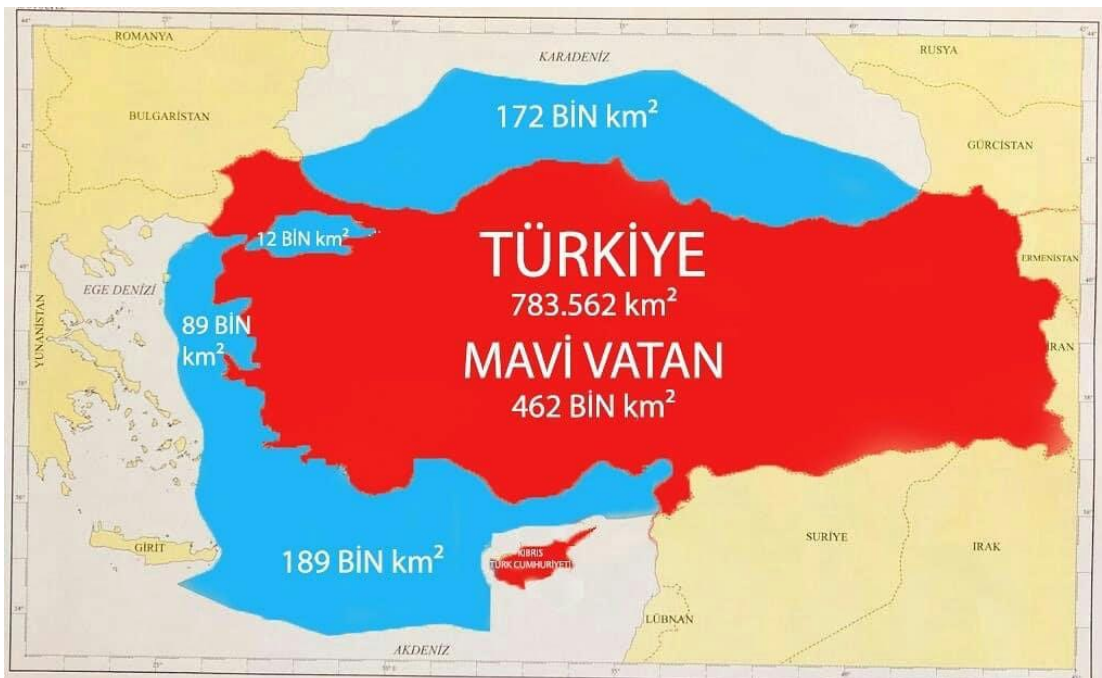 ROMANYA
KARADENİZ
RUSYA
172 BİN km²
BULGARİSTAN
GÜRCİSTAN
12 BİN km²
TÜRKİYE
783.562 km²
ERMENİSTAN
EGE DENİZİ
YUNANİSTAN
89 BİN
km²
İRAN
MAVİ VATAN
462 BİN km²
GİRİT
189 BİN km²
KIBRIS
TÜRK CUMHURİYETİ
SURİYE
IRAK
LÜBNAN
AKDENİZ